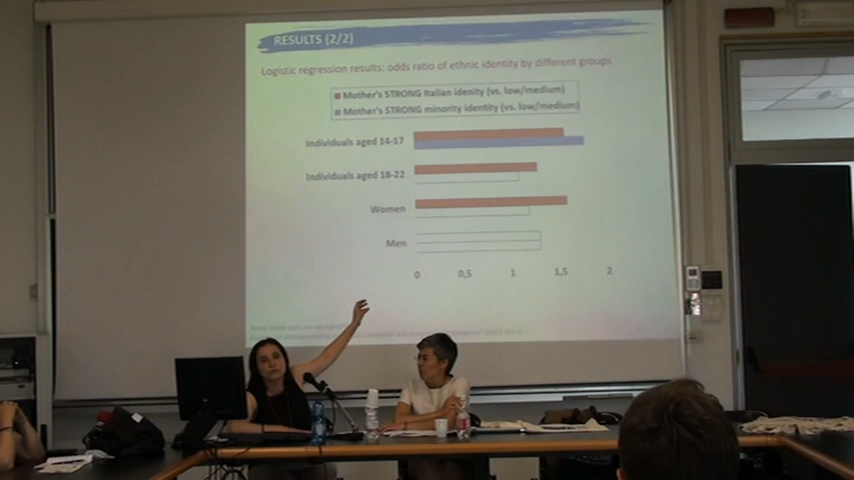 RESULTS (2/2)
Logistic regression results: odds ratio of ethnic identity by different groups
Mother's STRONG Italian idenity (vs. low/medium)
Mother's STRONG minority identity (vs. low/medium)
Individuals aged 14-17
Individuals aged 18-22
Women
Men
0 0,5 1 1,5 2